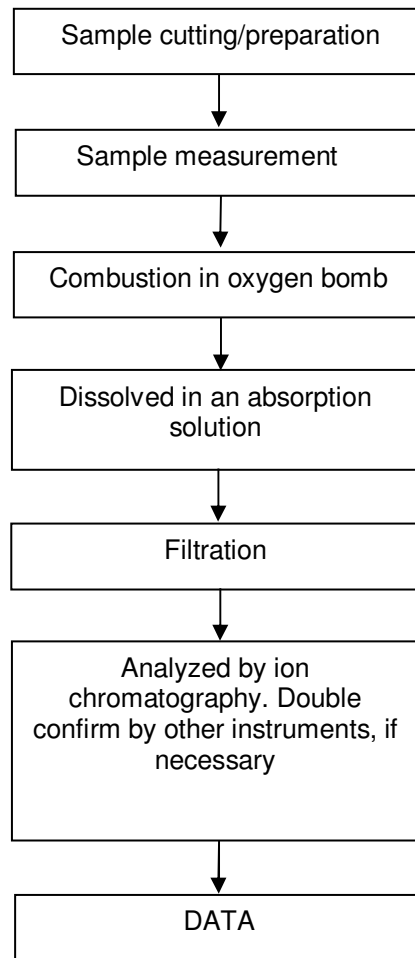 Sample cutting/preparation
Sample measurement
Combustion in oxygen bomb
Dissolved in an absorption
solution
Filtration
Analyzed by ion
chromatography. Double
confirm by other instruments, if
necessary
DATA